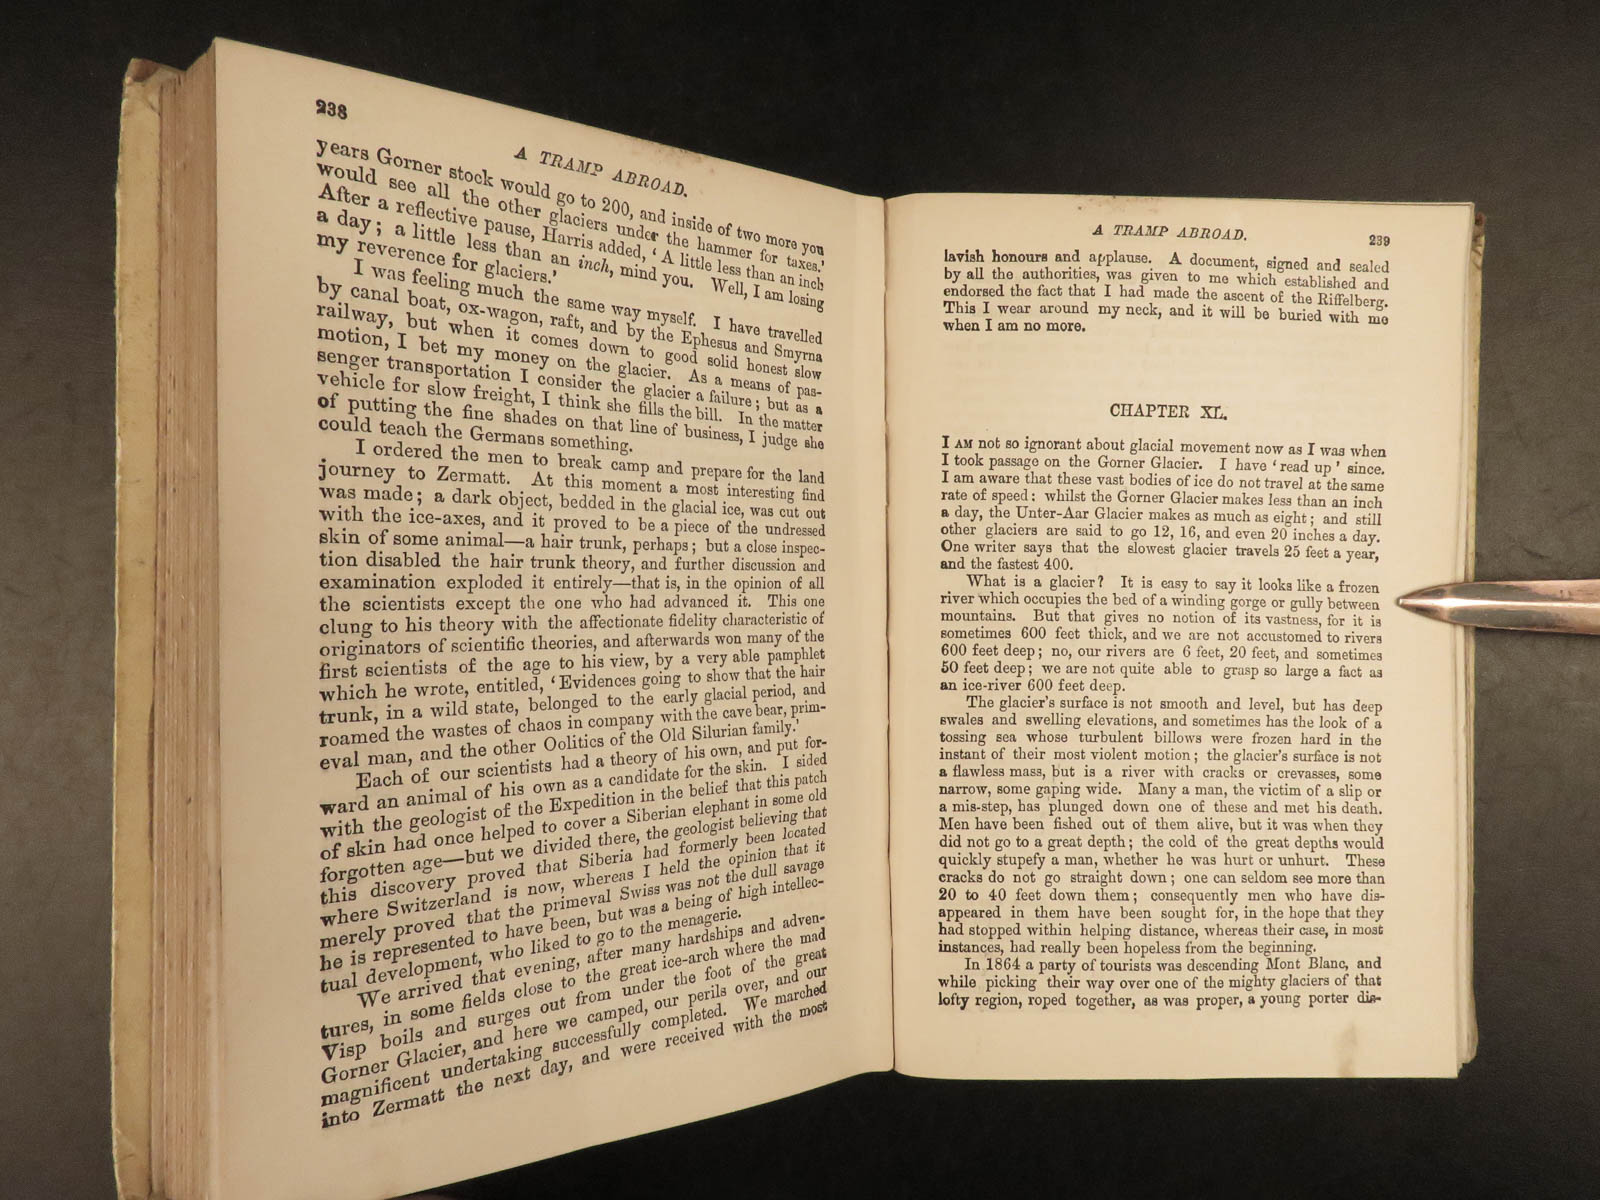 238
A TRAMP ABROAD.
years Gorner stock would go to 200, and inside of two more you
would see all the other glaciers under the hammer for taxes.'
After a reflective pause, Harris added, 'A little less than an inch
a day; a little less than an inch, mind you. Well, I am losing
my reverence for glaciers.'
I was feeling much the same way myself. I have travelled
by canal boat, ox-wagon, raft, and by the Ephesus and Smyrna
railway, but when it comes down to good solid honest slow
motion, I bet my money on the glacier. As a means of pas-
senger transportation I consider the glacier a failure; but as a
vehicle for slow freight, I think she fills the bill. In the matter
of putting the fine shades on that line of business, I judge she
could teach the Germans something.
I ordered the men to break camp and prepare for the land
journey to Zermatt. At this moment a most interesting find
was made; a dark object, bedded in the glacial ice, was cut out
with the ice-axes, and it proved to be a piece of the undressed
skin of some animal—a hair trunk, perhaps; but a close inspec-
tion disabled the hair trunk theory, and further discussion and
examination exploded it entirely—that is, in the opinion of all
the scientists except the one who had advanced it. This one
clung to his theory with the affectionate fidelity characteristic of
originators of scientific theories, and afterwards won many of the
first scientists of the age to his view, by a very able pamphlet
which he wrote, entitled, 'Evidences going to show that the hair
trunk, in a wild state, belonged to the early glacial period, and
roamed the wastes of chaos in company with the cave bear, prim-
eval man, and the other Oolitics of the Old Silurian family.'
Each of our scientists had a theory of his own, and put for-
ward an animal of his own as a candidate for the skin. I sided
with the geologist of the Expedition in the belief that this patch
of skin had once helped to cover a Siberian elephant in some old
forgotten age—but we divided there, the geologist believing that
this discovery proved that Siberia had formerly been located
where Switzerland is now, whereas I held the opinion that it
merely proved that the primeval Swiss was not the dull savage
he is represented to have been, but was a being of high intellec-
tual development, who liked to go to the menagerie.
We arrived that evening, after many hardships and adven-
tures, in some fields close to the great ice-arch where the mad
Visp boils and surges out from under the foot of the great
Gorner Glacier, and here we camped, our perils over, and our
magnificent undertaking successfully completed. We marched
into Zermatt the next day, and were received with the most
A TRAMP ABROAD.
239
lavish honours and applause. A document, signed and sealed
by all the authorities, was given to me which established and
endorsed the fact that I had made the ascent of the Riffelberg.
This I wear around my neck, and it will be buried with me
when I am no more.
CHAPTER XL.
I AM not so ignorant about glacial movement now as I was when
I took passage on the Gorner Glacier. I have 'read up' since.
I am aware that these vast bodies of ice do not travel at the same
rate of speed: whilst the Gorner Glacier makes less than an inch
a day, the Unter-Aar Glacier makes as much as eight; and still
other glaciers are said to go 12, 16, and even 20 inches a day.
One writer says that the slowest glacier travels 25 feet a year,
and the fastest 400.
What is a glacier? It is easy to say it looks like a frozen
river which occupies the bed of a winding gorge or gully between
mountains. But that gives no notion of its vastness, for it is
sometimes 600 feet thick, and we are not accustomed to rivers
600 feet deep; no, our rivers are 6 feet, 20 feet, and sometimes
50 feet deep; we are not quite able to grasp so large a fact as
an ice-river 600 feet deep.
The glacier's surface is not smooth and level, but has deep
swales and swelling elevations, and sometimes has the look of a
tossing sea whose turbulent billows were frozen hard in the
instant of their most violent motion; the glacier's surface is not
a flawless mass, but is a river with cracks or crevasses, some
narrow, some gaping wide. Many a man, the victim of a slip or
a mis-step, has plunged down one of these and met his death.
Men have been fished out of them alive, but it was when they
did not go to a great depth; the cold of the great depths would
quickly stupefy a man, whether he was hurt or unhurt. These
cracks do not go straight down; one can seldom see more than
20 to 40 feet down them; consequently men who have dis-
appeared in them have been sought for, in the hope that they
had stopped within helping distance, whereas their case, in most
instances, had really been hopeless from the beginning.
In 1864 a party of tourists was descending Mont Blanc, and
while picking their way over one of the mighty glaciers of that
lofty region, roped together, as was proper, a young porter dis-